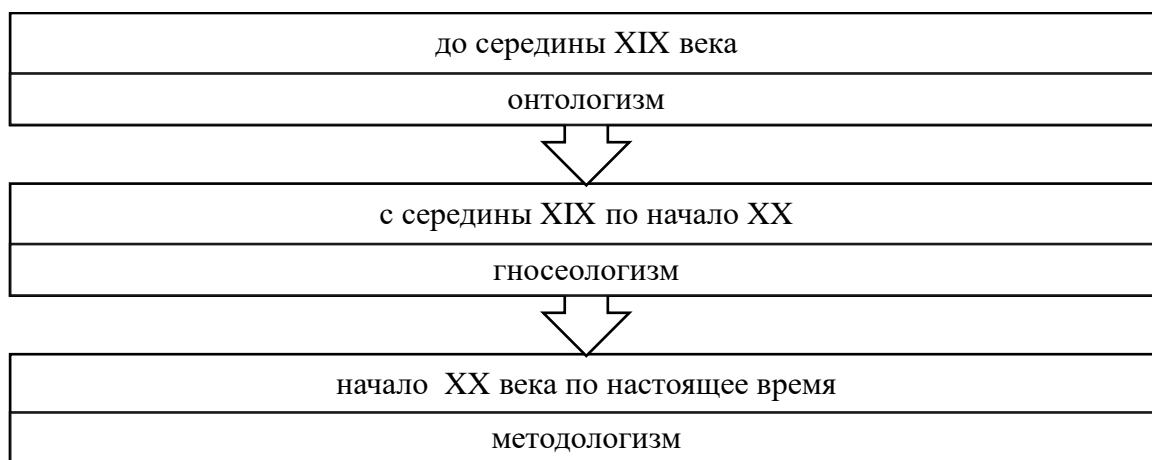 до середины XIX века
онтологизм
с середины XIX по начало XX
гносеологизм
начало XX века по настоящее время
методологизм